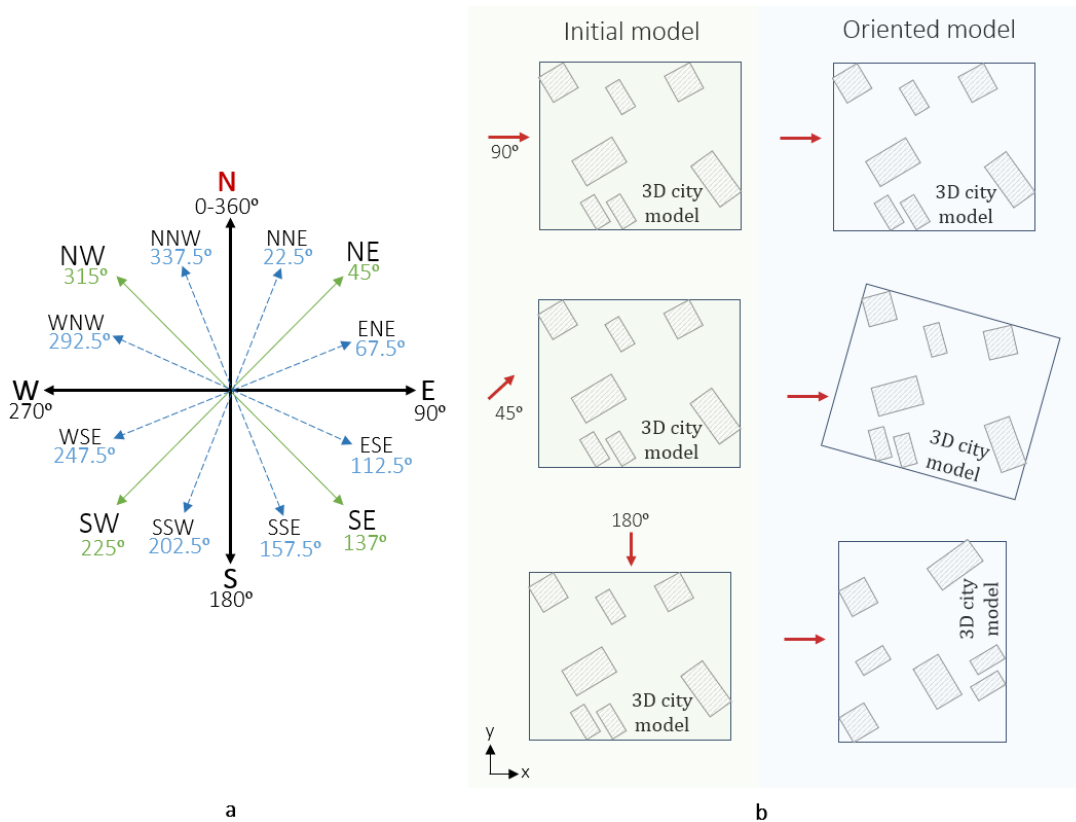 N
0-360º
NNW
337.5º
NNE
22.5º
NW
315º
NE
45º
WNW
292.5º
ENE
67.5º
W
270º
E
90º
WSE
247.5º
ESE
112.5º
SW
225º
SSW
202.5º
SSE
157.5º
SE
137º
S
180º
a
Initial model
Oriented model
90º
3D city
model
3D city
model
45º
3D city
model
3D city
model
180º
3D city
model
3D city
model
y
x
b